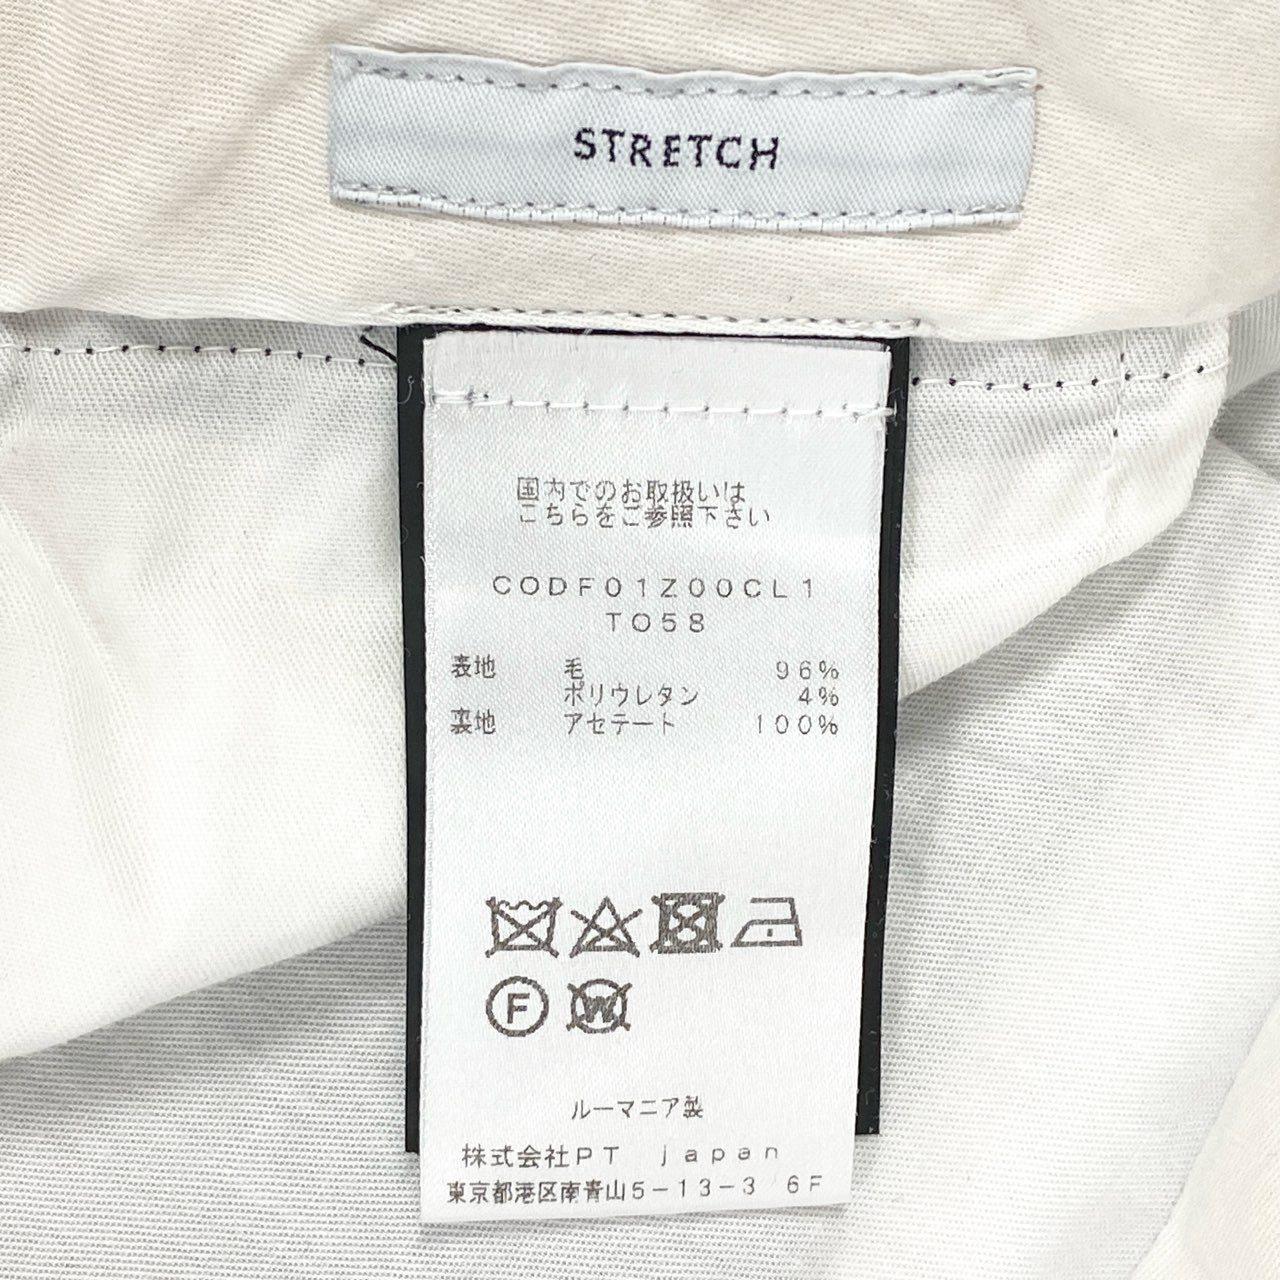 STRETCH
国内でのお取扱いは
こちらをご参照下さい
CODF01Z00CL1
TO58
表地 毛 96%
ポリウレタン 4%
裏地 アセテート 100%
F W
ルーマニア製
株式会社PT japan
東京都港区南青山5-13-3 6F